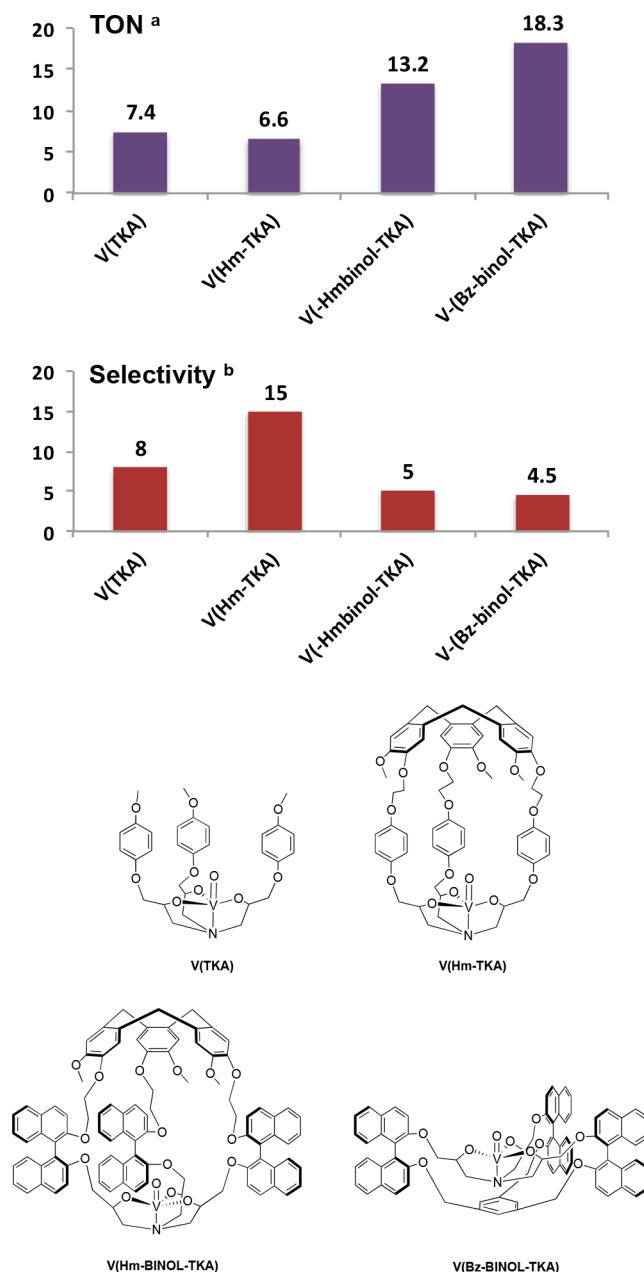 TON a
20
15
10
5
0
7.4
6.6
13.2
18.3
V(TKA)
V(Hm-TKA)
V(-Hmbinol-TKA)
V-(Bz-binol-TKA)
Selectivity b
20
15
10
5
0
8
15
5
4.5
V(TKA)
V(Hm-TKA)
V(-Hmbinol-TKA)
V-(Bz-binol-TKA)
V(TKA)
V(Hm-TKA)
V(Hm-BINOL-TKA)
V(Bz-BINOL-TKA)